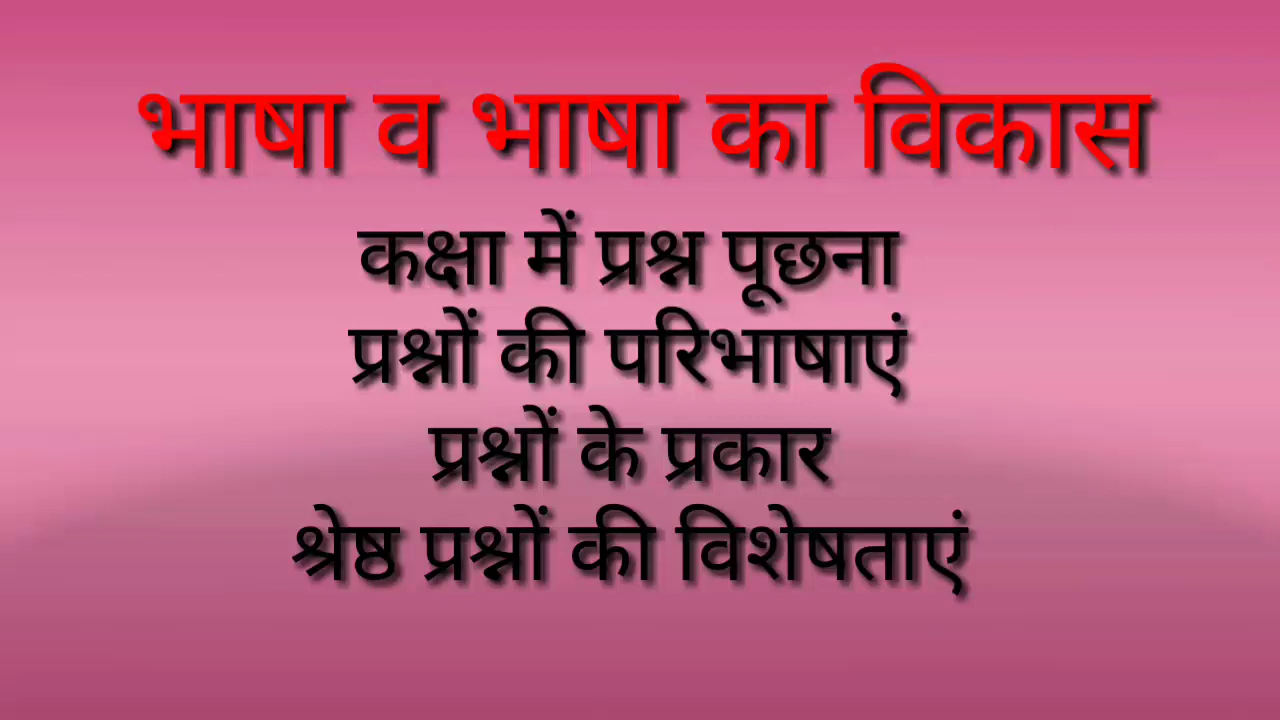 भाषा व भाषा का विकास
कक्षा में प्रश्न पूछना
प्रश्नों की परिभाषाएं
प्रश्नों के प्रकार
श्रेष्ठ प्रश्नों की विशेषताएं